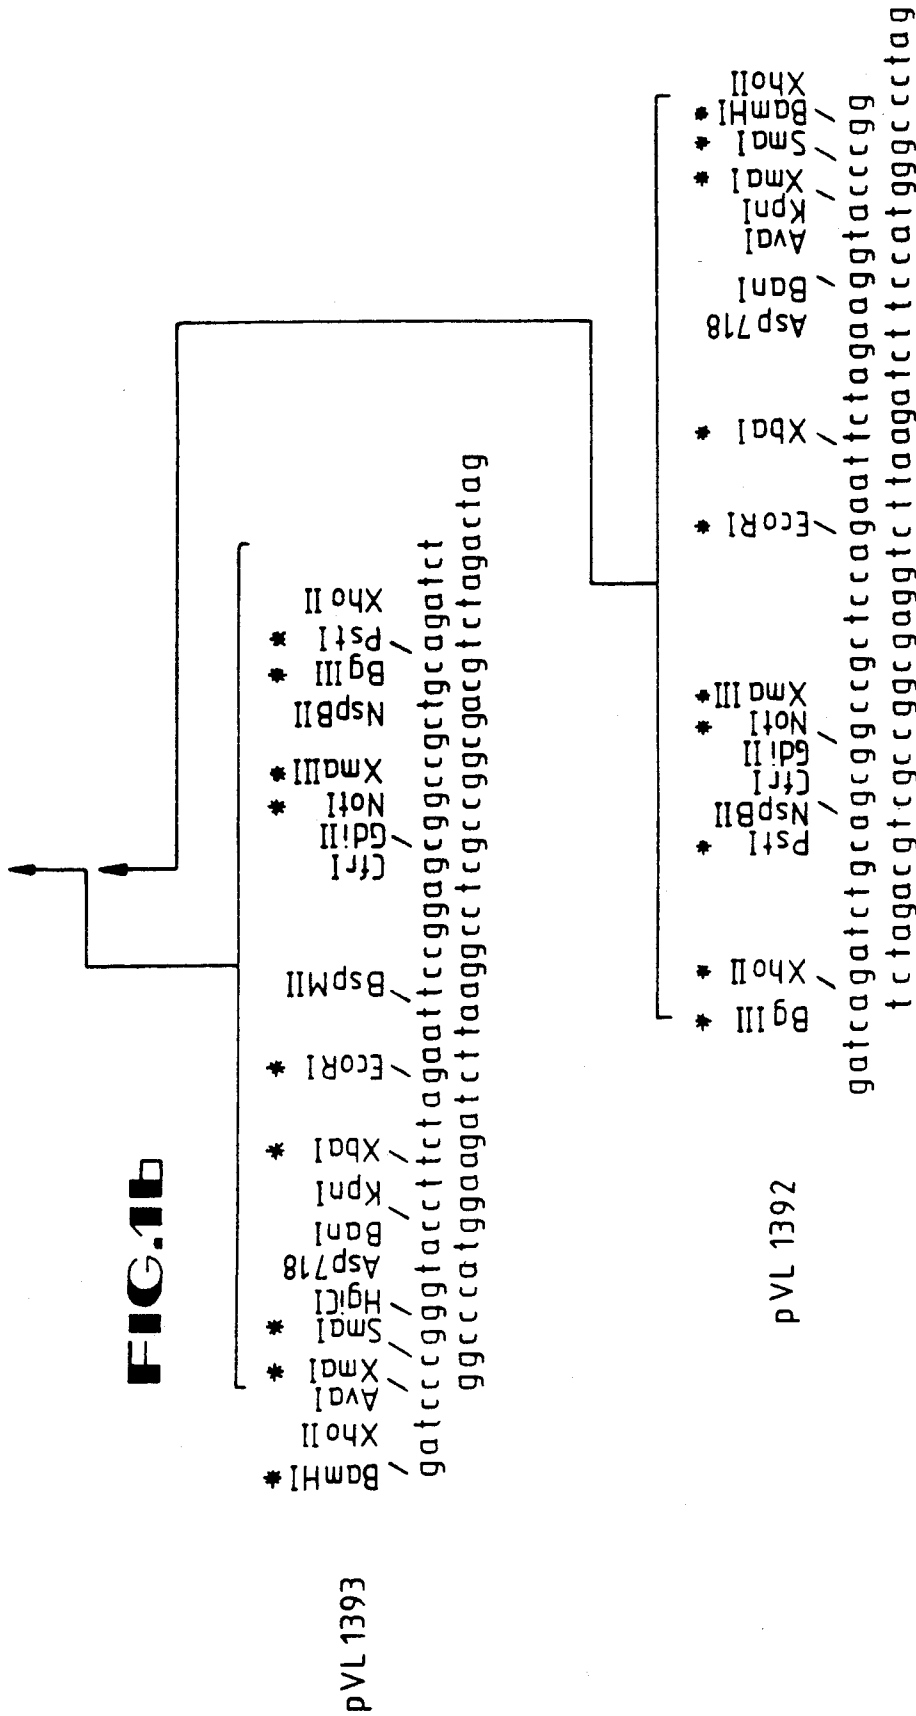 FIG.1b
pVL 1393
BamHI *
XhoII
AvaI
XmaI *
SmaI *
HgiCI
Asp718
BanI
KpnI
XbaI *
EcoRI *
BspMII
CfrI
GdiII
NotI *
XmaIII *
NspBII
BglII *
PstI *
XhoII
gatcccgggtaccttctagaattccggagcggccgctgcagatct
ggcccatggaagatcttaaggcctcgccggcgacgtctagactag
pVL 1392
BglII *
XhoII *
PstI *
NspBII
CfrI
GdiII
NotI *
XmaIII *
EcoRI *
XbaI *
Asp718
BanI
AvaI
KpnI
XmaI *
SmaI *
BamHI *
XhoII
gatcagatctgcagcggccgctccagaattctagaaggtacccgg
tctagacgtcgccggcgaggtcttaagatcttccatgggccctag